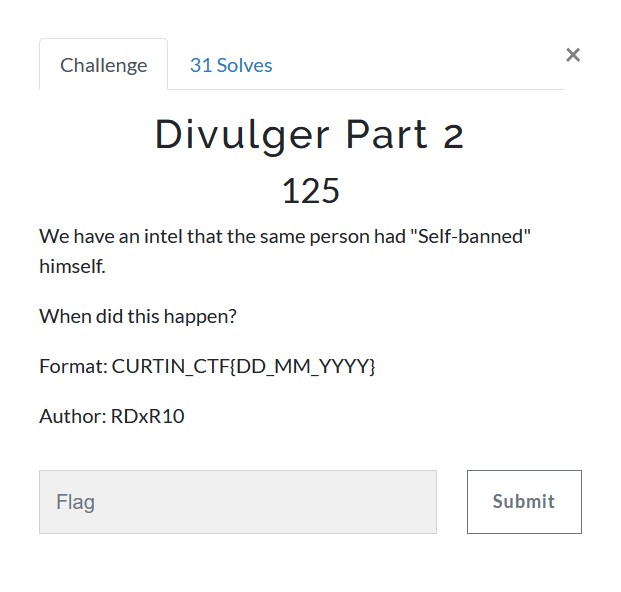 Challenge
31 Solves
×
Divulger Part 2
125
We have an intel that the same person had "Self-banned"
himself.
When did this happen?
Format: CURTIN_CTF{DD_MM_YYYY}
Author: RDxR10
Flag
Submit